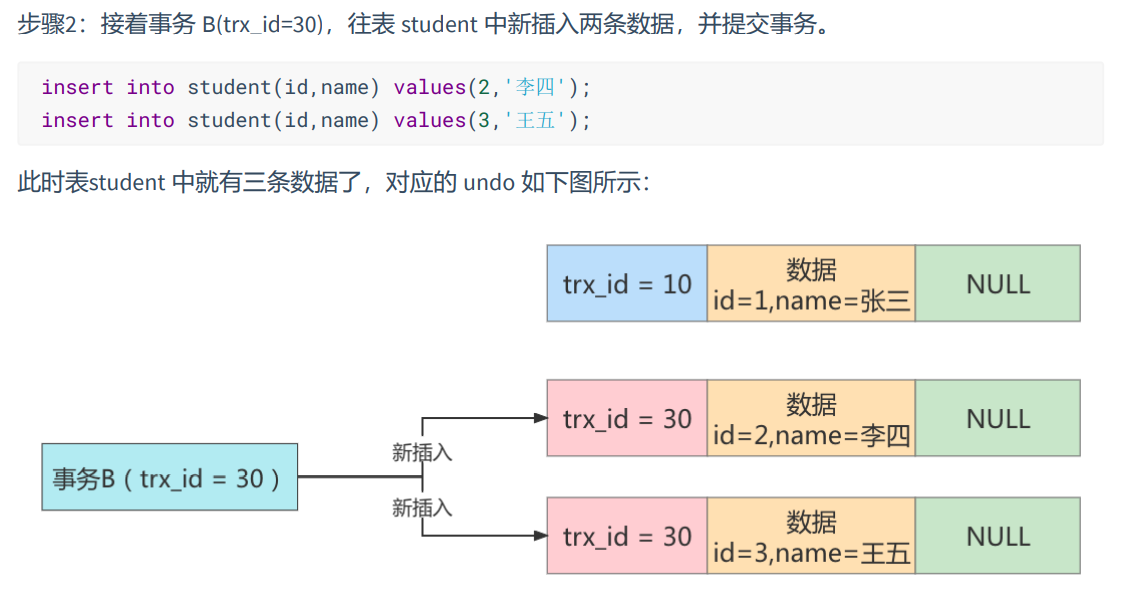 步骤2：接着事务 B(trx_id=30)，往表 student 中新插入两条数据，并提交事务。
insert into student(id,name) values(2,'李四');
insert into student(id,name) values(3,'王五');
此时表student 中就有三条数据了，对应的 undo 如下图所示：
trx_id = 10
数据
id=1,name=张三
NULL
trx_id = 30
数据
id=2,name=李四
NULL
新插入
事务B ( trx_id = 30 )
新插入
trx_id = 30
数据
id=3,name=王五
NULL